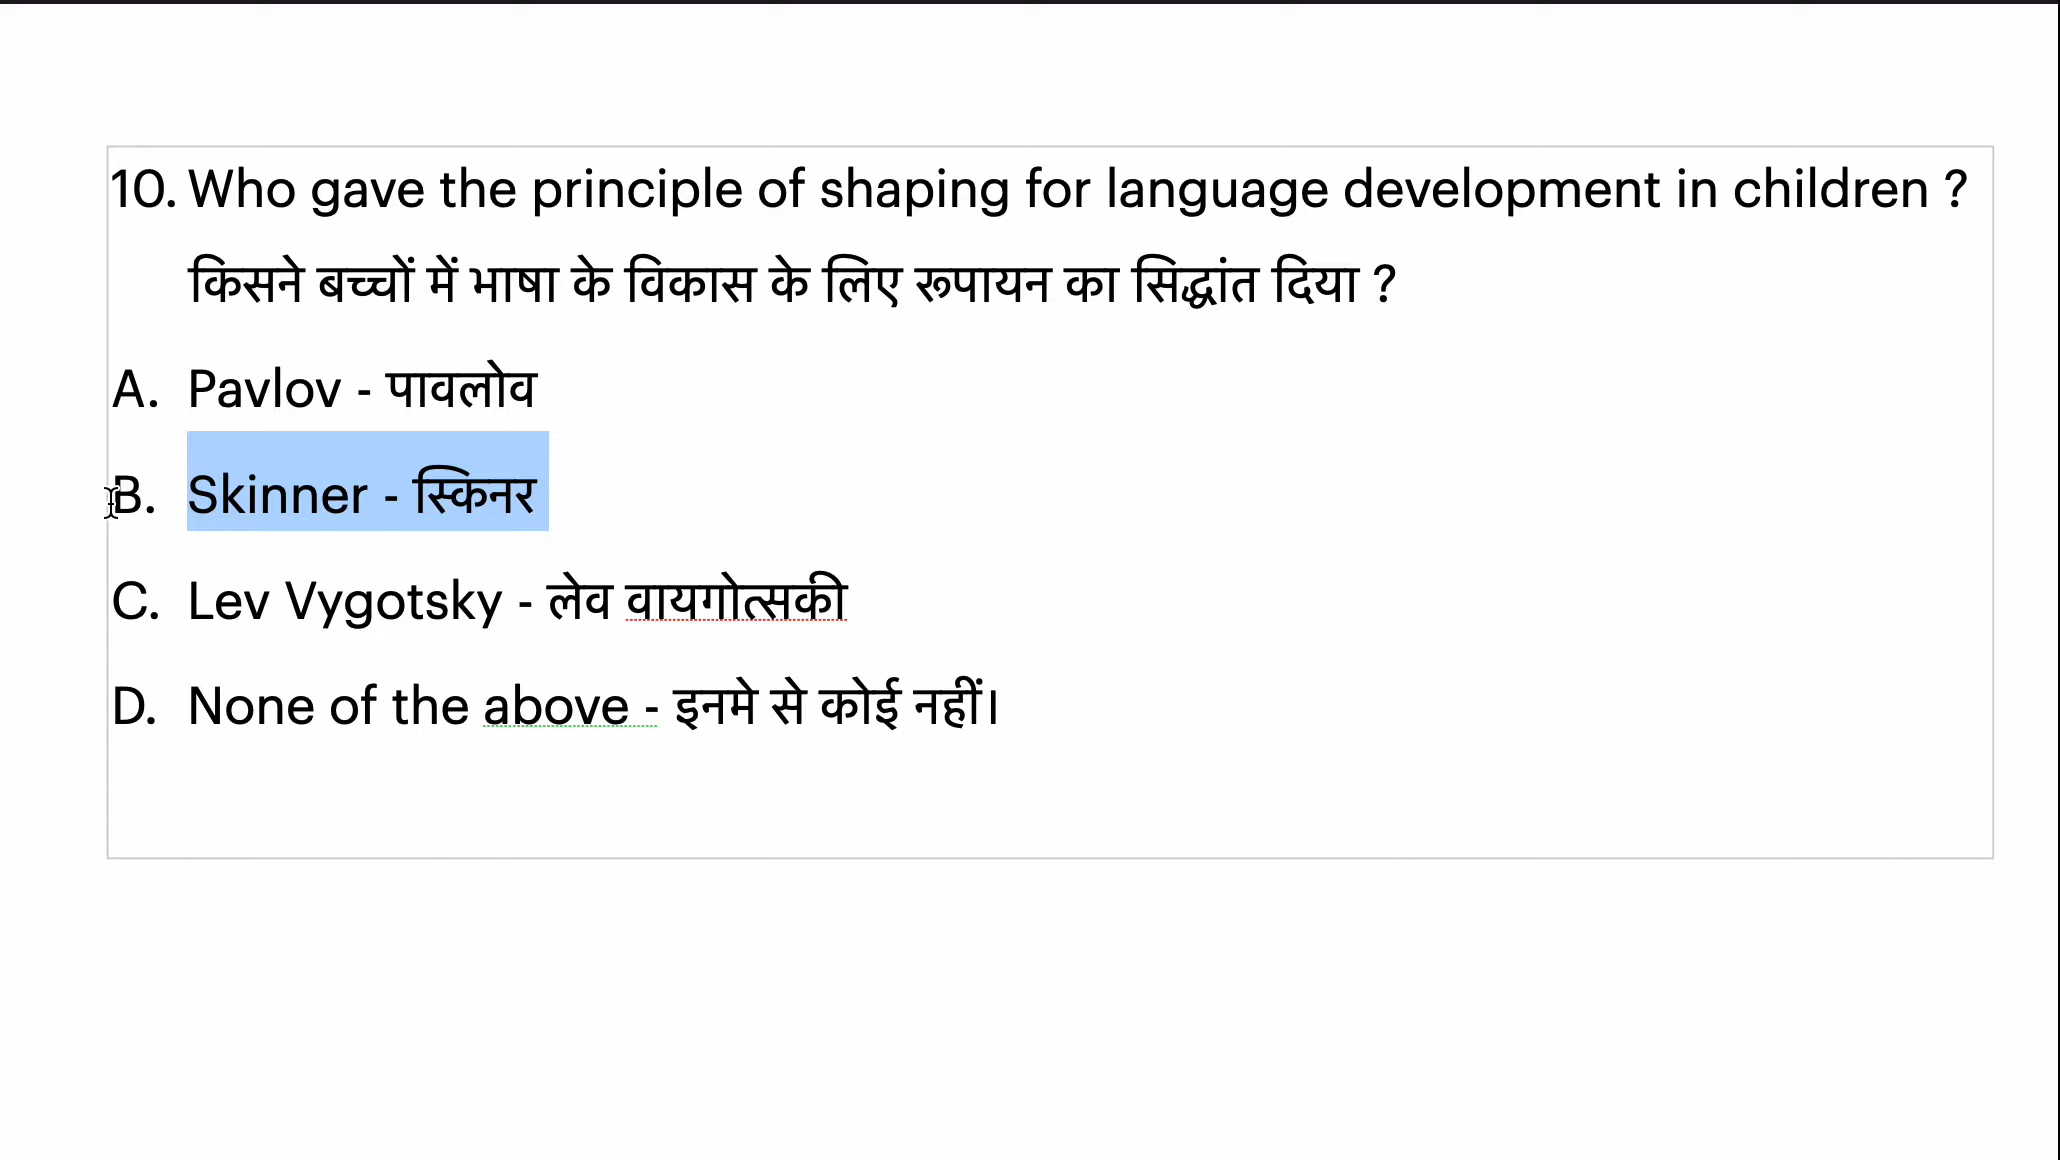 10. Who gave the principle of shaping for language development in children ?
किसने बच्चों में भाषा के विकास के लिए रूपायन का सिद्धांत दिया ?
A. Pavlov - पावलोव
B. Skinner - स्किनर
C. Lev Vygotsky - लेव वायगोत्सकी
D. None of the above - इनमे से कोई नहीं।